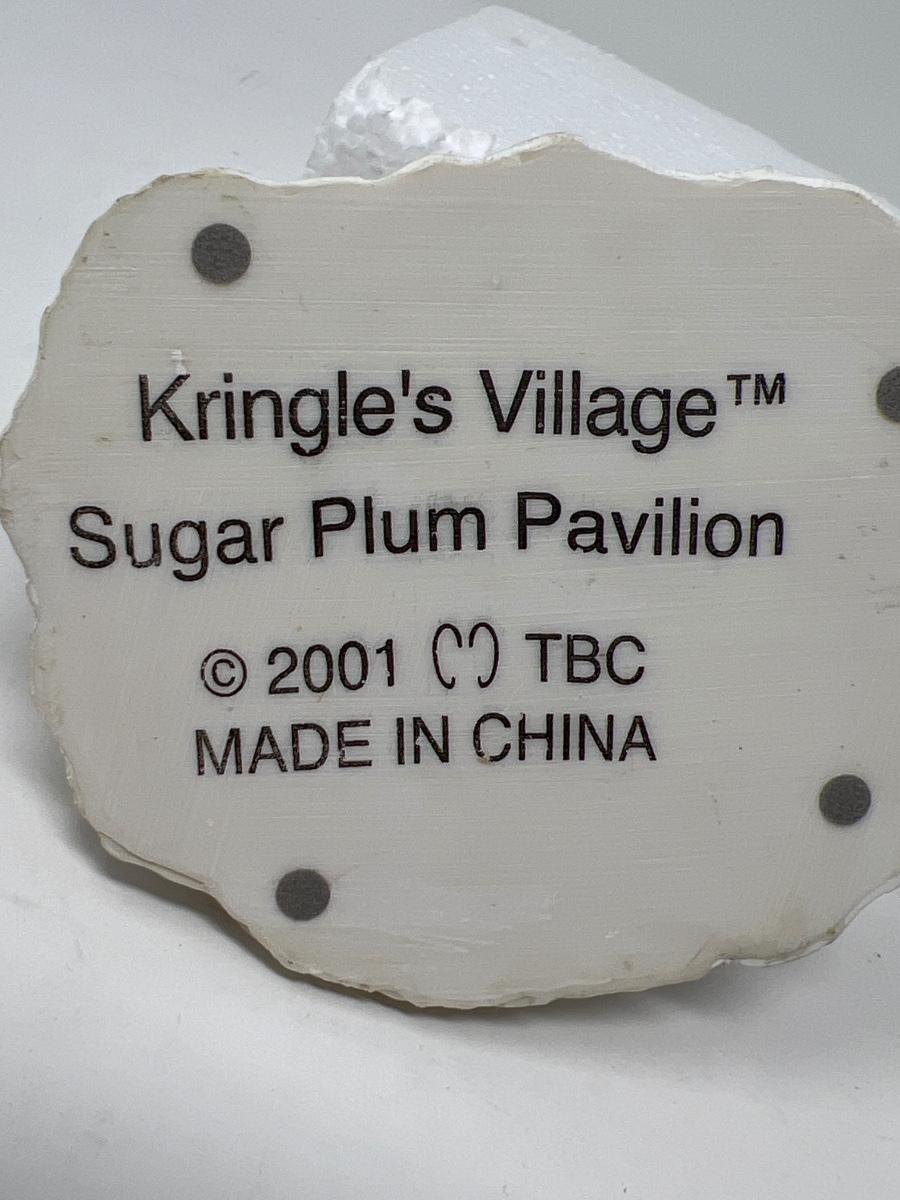 Kringle's Village™
Sugar Plum Pavilion
© 2001 TBC
MADE IN CHINA